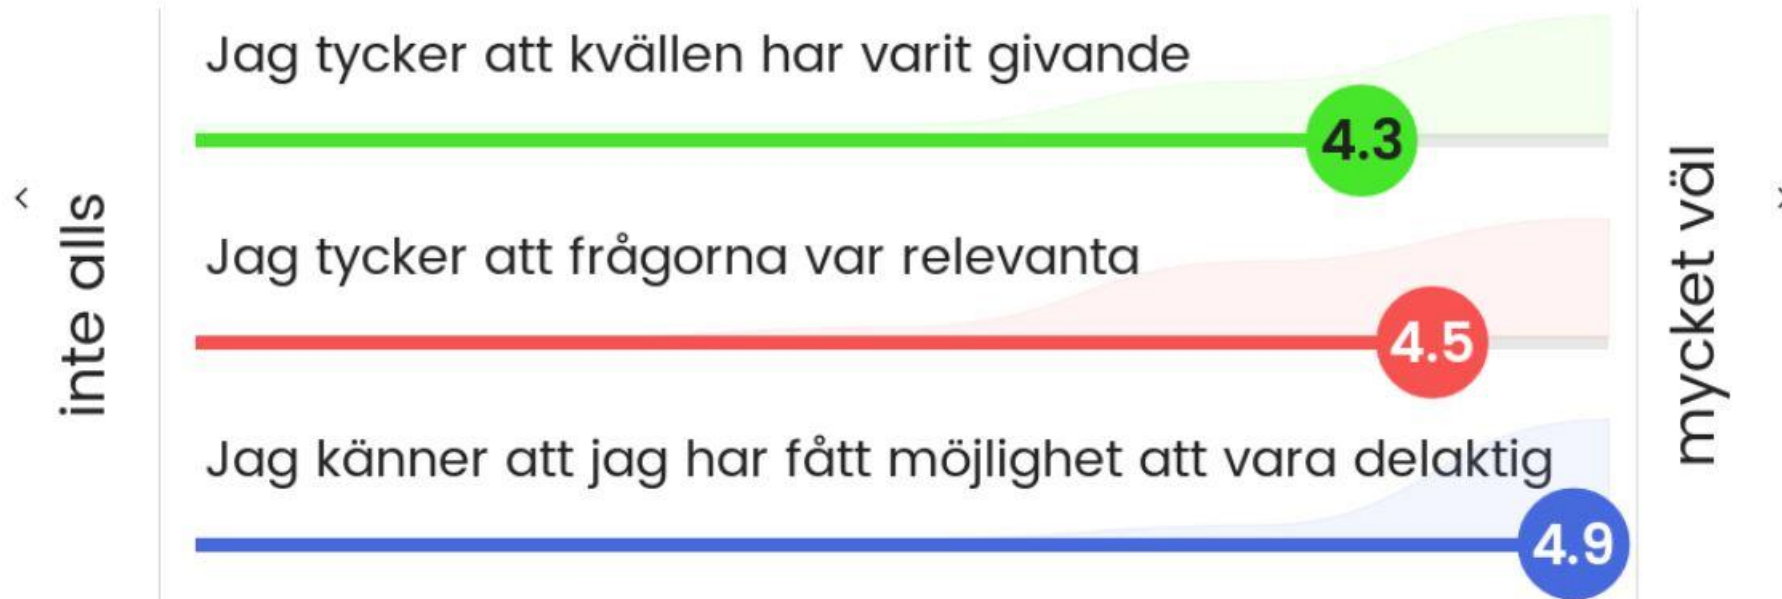 inte alls
Jag tycker att kvällen har varit givande
4.3
Jag tycker att frågorna var relevanta
4.5
Jag känner att jag har fått möjlighet att vara delaktig
4.9
mycket väl